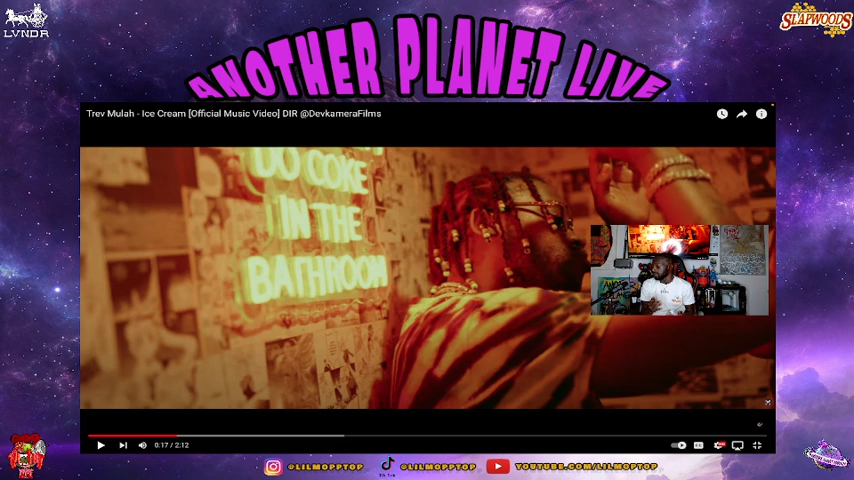 LVNDR
SLAPWOODS
ANOTHER PLANET LIVE
Trev Mulah - Ice Cream [Official Music Video] DIR @DevkameraFilms
DO COKE
IN THE
BATHROOM
0:17 / 2:12
@LILMOPPTOP
@LILMOPPTOP
YOUTUBE.COM/LILMOPTOP